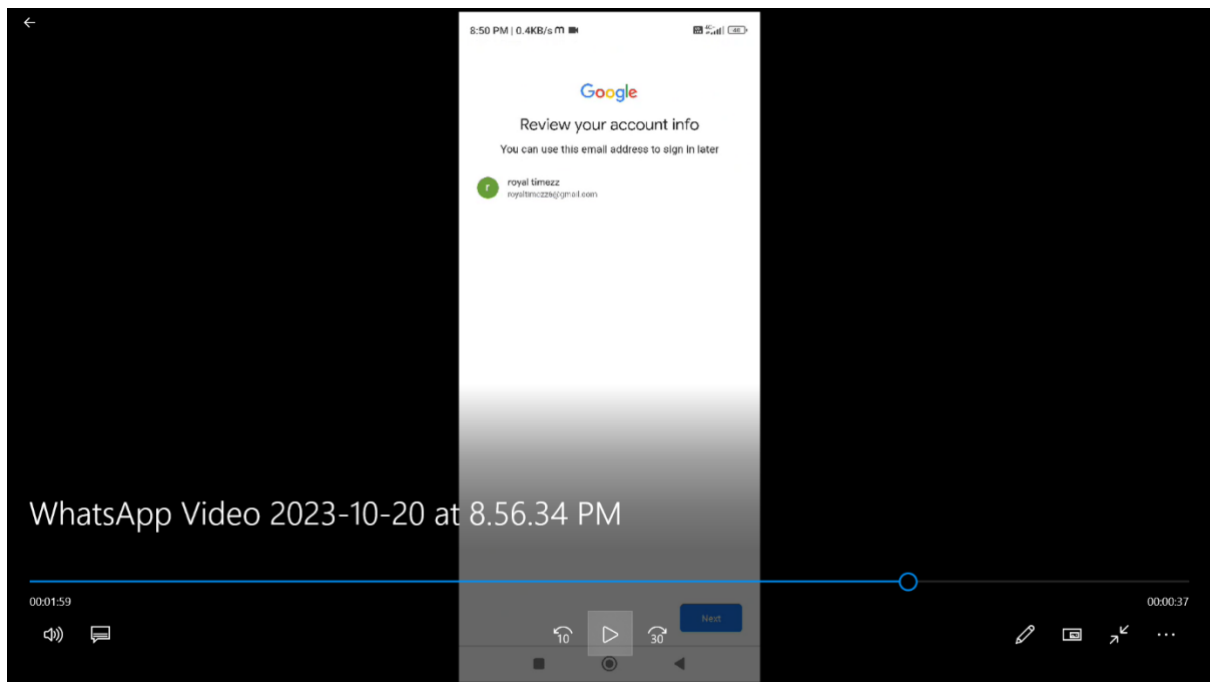 8:50 PM | 0.4KB/s
48
Google
Review your account info
You can use this email address to sign in later
r
royal timezz
WhatsApp Video 2023-10-20 at 8.56.34 PM
00:01:59
00:00:37
10
30
Next